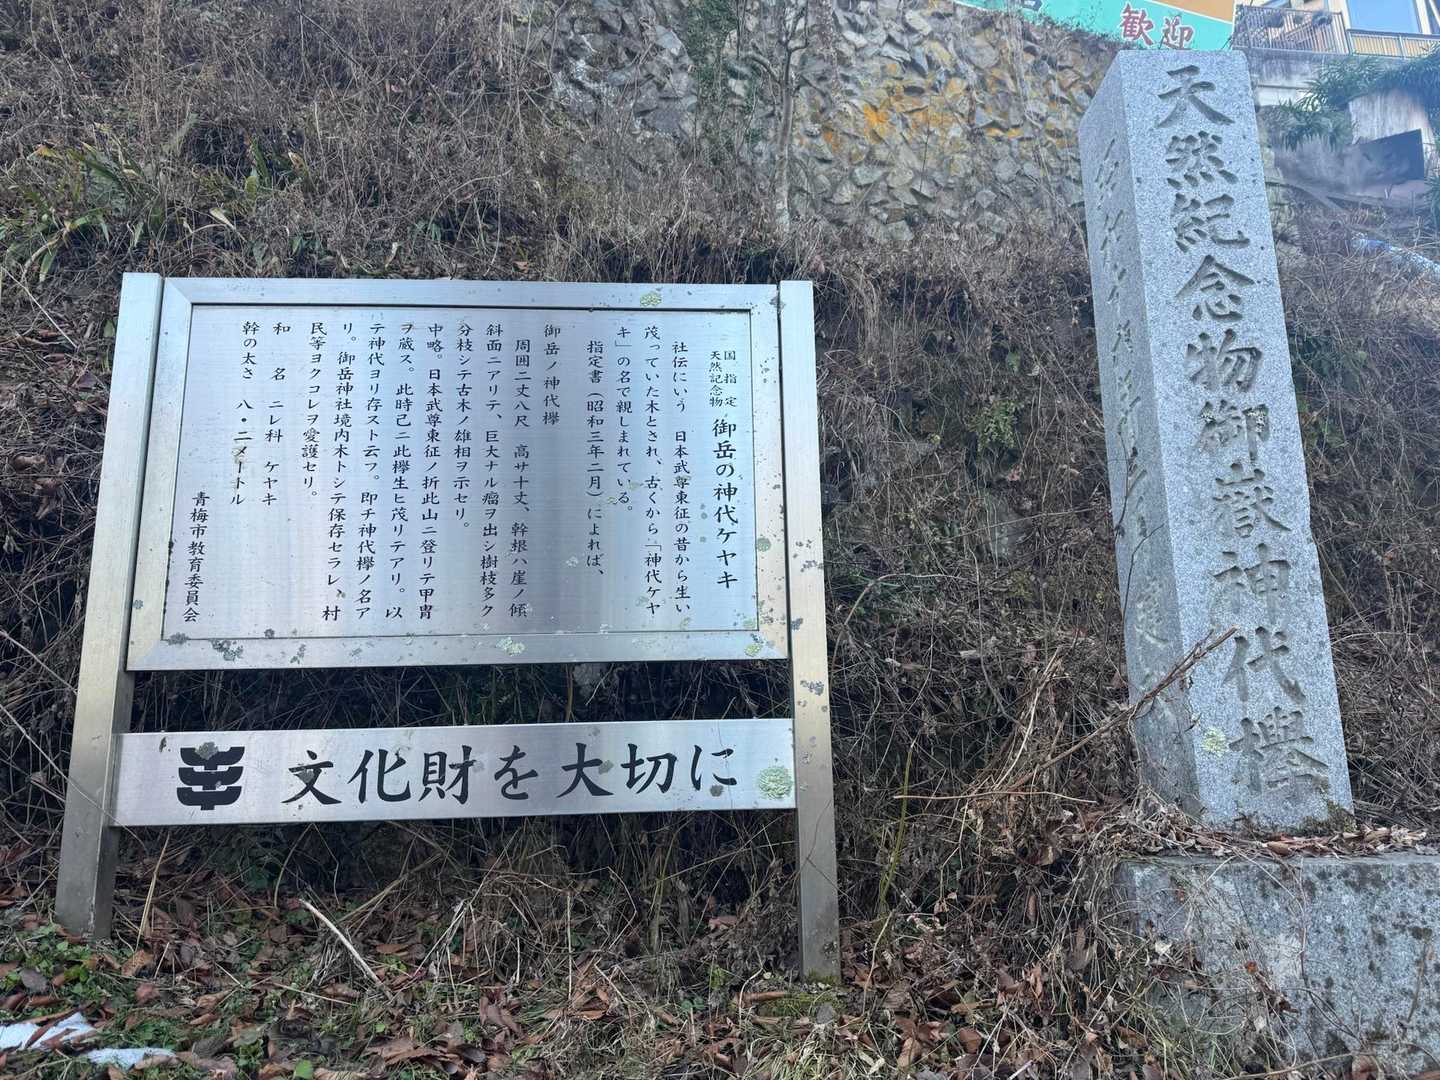 歓迎
国指定
天然記念物
御岳の神代ケヤキ
社伝にいう 日本武尊東征の昔から生い
茂っていた木とされ、古くから「神代ケヤ
キ」の名で親しまれている。
指定書(昭和三年二月)によれば、
御岳ノ神代欅
周囲二丈八尺 高サ十丈、幹根ハ崖ノ傾
斜面ニアリテ、巨大ナル瘤ヲ出シ樹枝多ク
分枝シテ古木ノ雄相ヲ示セリ。
中略。日本武尊東征ノ折此山ニ登リテ甲冑
ヲ蔵ス。此時己ニ此欅生ヒ茂リテアリ。以
テ神代ヨリ存スト云フ。即チ神代欅ノ名ア
リ。御岳神社境内木トシテ保存セラレ、村
民等ヨクコレヲ愛護セリ。
和名 ニレ科 ケヤキ
幹の太さ 八・二メートル
青梅市教育委員会
文化財を大切に
天然紀念物御嶽神代欅